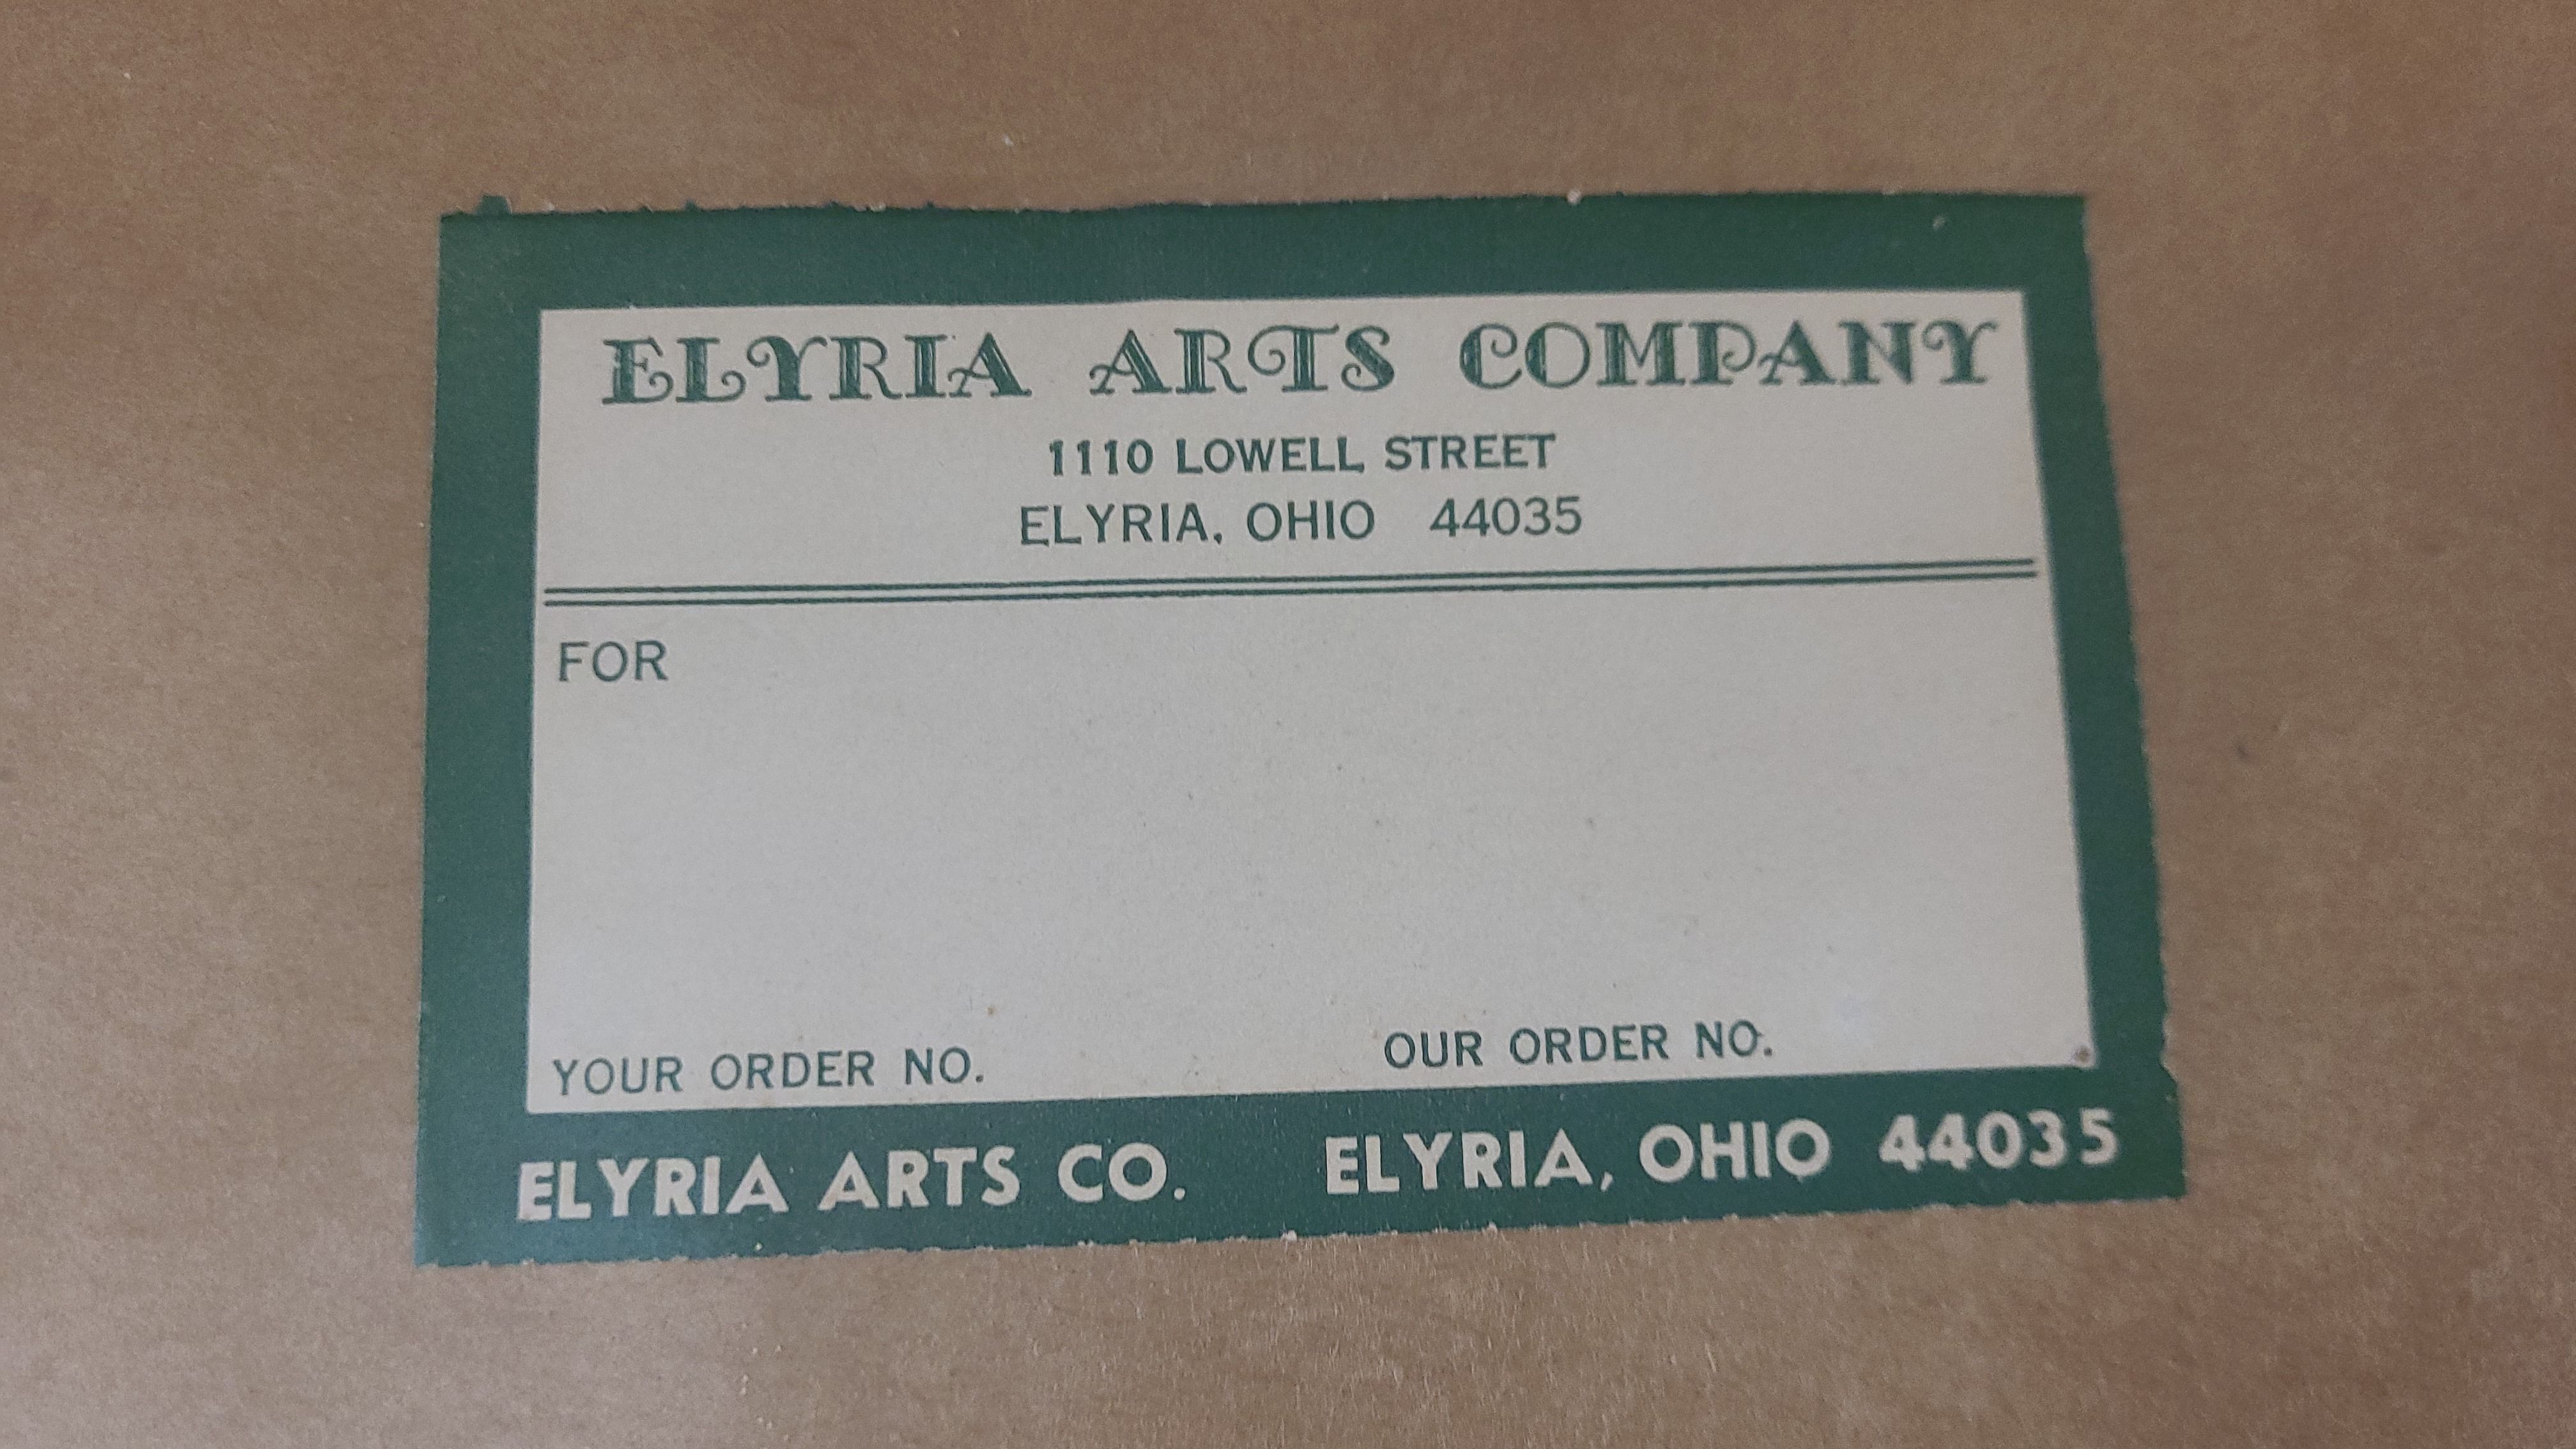 ELYRIA ARTS COMPANY
1110 LOWELL STREET
ELYRIA, OHIO 44035
FOR
YOUR ORDER NO. OUR ORDER NO.
ELYRIA ARTS CO. ELYRIA, OHIO 44035